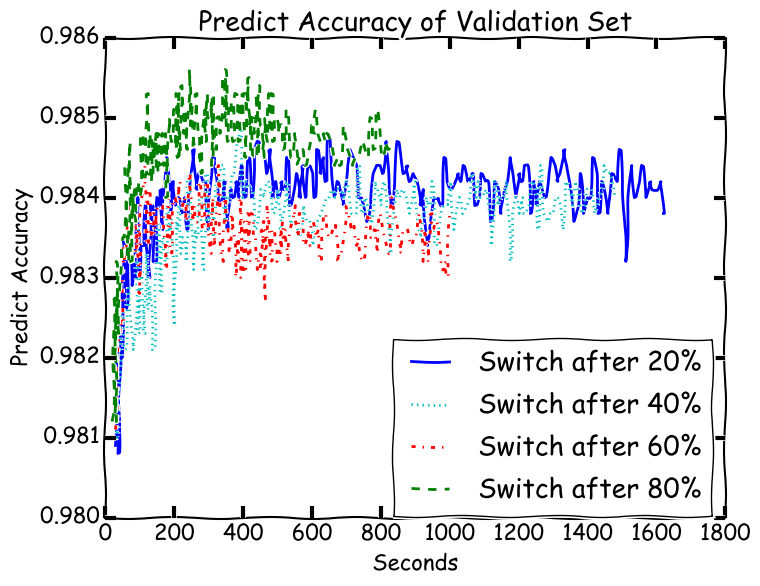 Predict Accuracy of Validation Set
0.986
0.985
0.984
0.983
0.982
0.981
0.980
Predict Accuracy
Switch after 20%
Switch after 40%
Switch after 60%
Switch after 80%
0 200 400 600 800 1000 1200 1400 1600 1800
Seconds